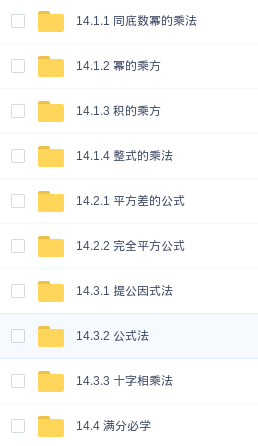 14.1.1 同底数幂的乘法
14.1.2 幂的乘方
14.1.3 积的乘方
14.1.4 整式的乘法
14.2.1 平方差的公式
14.2.2 完全平方公式
14.3.1 提公因式法
14.3.2 公式法
14.3.3 十字相乘法
14.4 满分必学